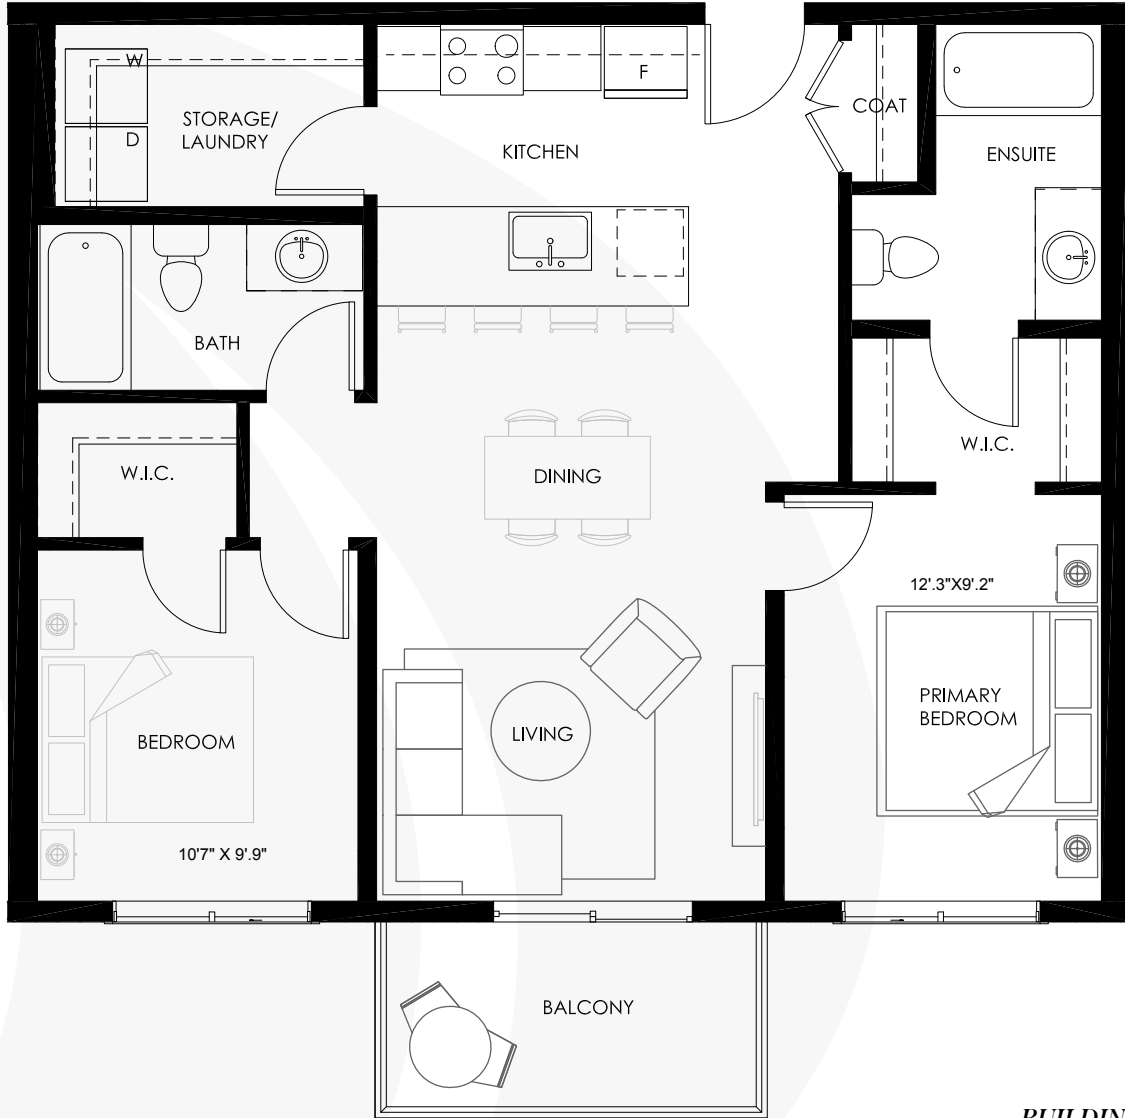 W
D
STORAGE/
LAUNDRY
KITCHEN
F
COAT
ENSUITE
BATH
W.I.C.
DINING
W.I.C.
12'.3"X9'.2"
PRIMARY
BEDROOM
LIVING
BEDROOM
10'7" X 9'.9"
BALCONY